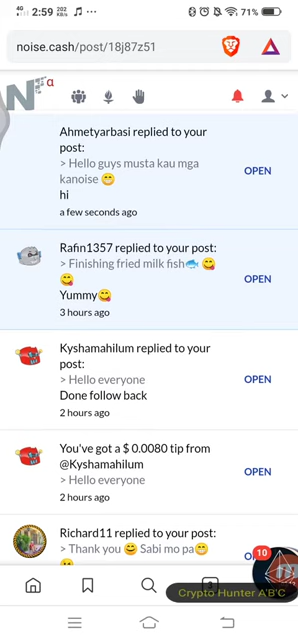 4G 2:59 202 KB/s 71%
noise.cash/post/18j87z51
N α
Ahmetyarbasi replied to your
post:
> Hello guys musta kau mga
kanoise 😁
hi
a few seconds ago
OPEN
Rafin1357 replied to your post:
> Finishing fried milk fish🐟 😋
😋
Yummy😋
3 hours ago
OPEN
Kyshamahilum replied to your
post:
> Hello everyone
Done follow back
2 hours ago
OPEN
You've got a $ 0.0080 tip from
@Kyshamahilum
> Hello everyone
2 hours ago
OPEN
Richard11 replied to your post:
> Thank you 😊 Sabi mo pa😁
10
3
Crypto Hunter A'B'C